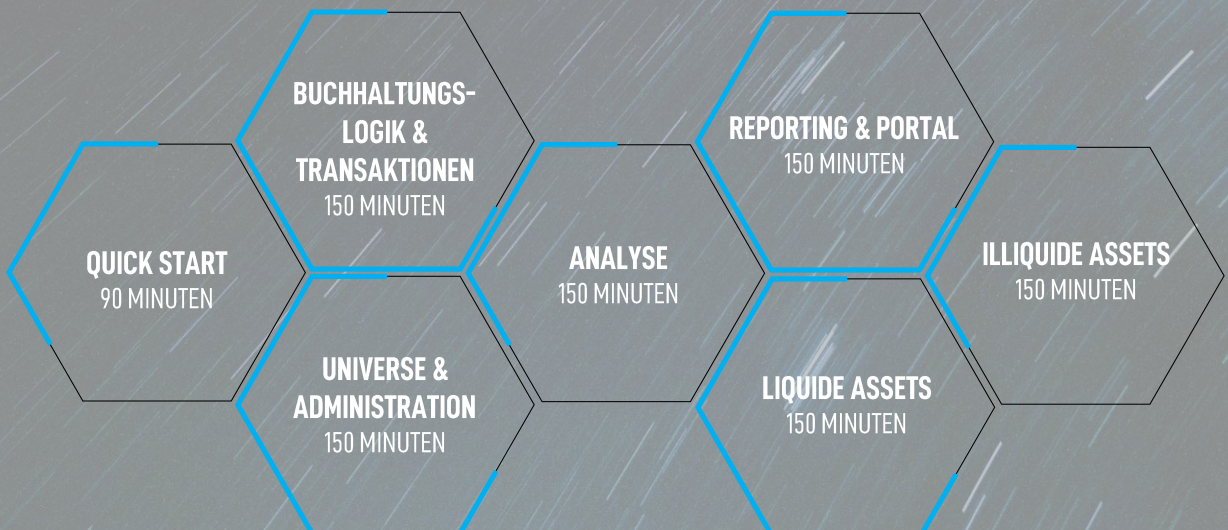 QUICK START
90 MINUTEN
BUCHHALTUNGS-
LOGIK &
TRANSAKTIONEN
150 MINUTEN
UNIVERSE &
ADMINISTRATION
150 MINUTEN
ANALYSE
150 MINUTEN
REPORTING & PORTAL
150 MINUTEN
LIQUIDE ASSETS
150 MINUTEN
ILLIQUIDE ASSETS
150 MINUTEN